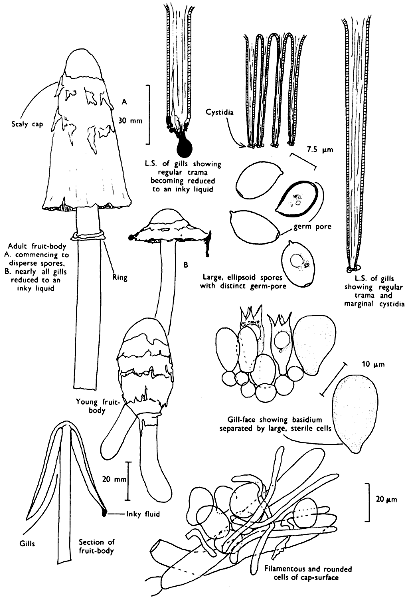 A
30 mm
Scaly cap
L.S. of gills showing
regular trama
becoming reduced
to an inky liquid
Cystidia
7.5 μm
germ pore
Large, ellipsoid spores
with distinct germ-pore
L.S. of gills
showing regular
trama and
marginal cystidia
Adult fruit-body
A. commencing to
disperse spores.
B. nearly all gills
reduced to an
inky liquid
Ring
B
10 μm
Gill-face showing basidium
separated by large, sterile cells
Young fruit-
body
20 mm
Inky fluid
Gills
Section of
fruit-body
20 μm
Filamentous and rounded
cells of cap-surface